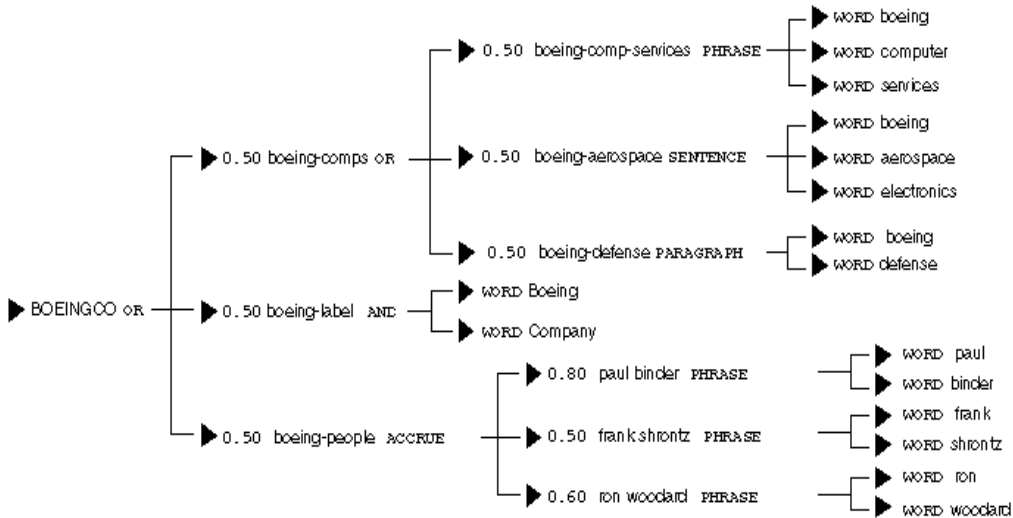 WORD boeing
0.50 boeing-comp-services PHRASE
WORD computer
WORD services
WORD boeing
0.50 boeing-comps OR
0.50 boeing-aerospace SENTENCE
WORD aerospace
WORD electronics
WORD boeing
0.50 boeing-defense PARAGRAPH
WORD defense
WORD Boeing
BOEINGCO OR
0.50 boeing-label AND
WORD Company
WORD paul
0.80 paul binder PHRASE
WORD binder
WORD frank
0.50 boeing-people ACCRUE
0.50 frank shrontz PHRASE
WORD shrontz
WORD ron
0.60 ron woodard PHRASE
WORD woodard